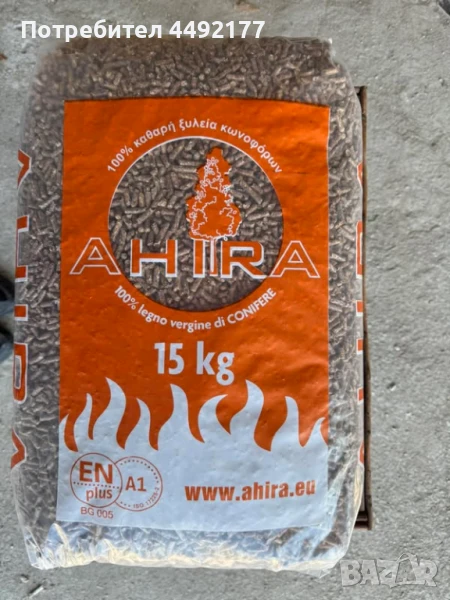 Потребител 4492177
100% καθαρή ξυλεία κωνοφόρων
AHIRA
100% legno vergine di CONIFERE
15 kg
EN
plus
A1
BG 005
www.ahira.eu
AHIRA
BAZAR